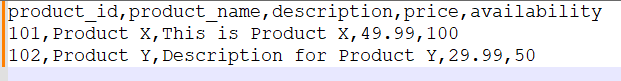 product_id,product_name,description,price,availability
101,Product X,This is Product X,49.99,100
102,Product Y,Description for Product Y,29.99,50